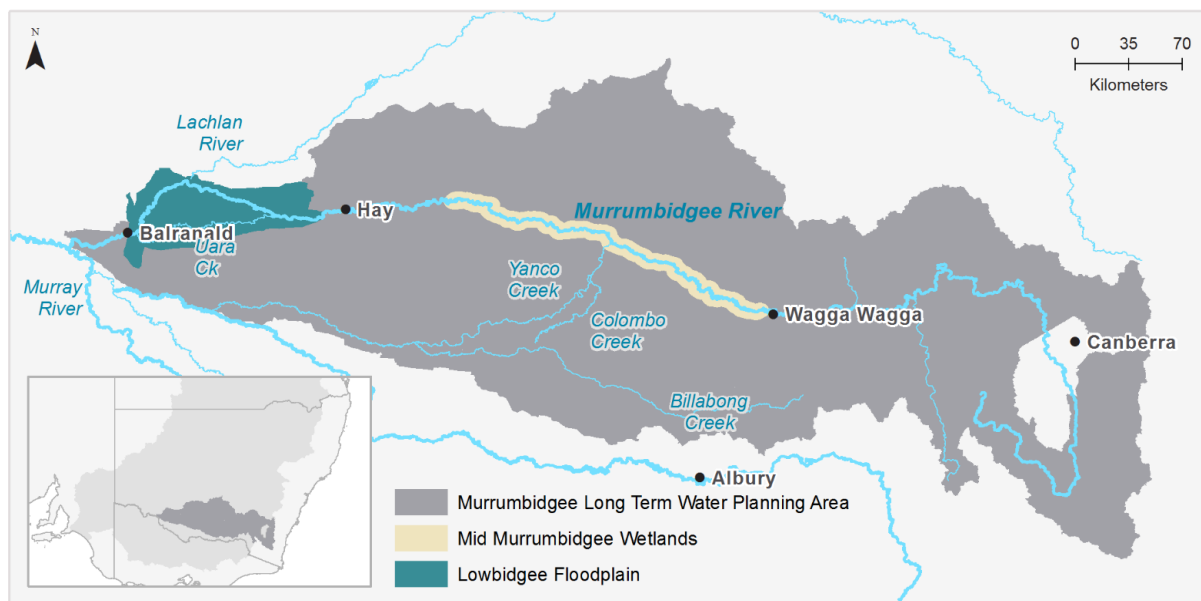 N
0 35 70
Kilometers
Lachlan
River
Hay
Murrumbidgee River
Balranald
Uara
Ck
Yanco
Creek
Murray
River
Wagga Wagga
Colombo
Creek
Canberra
Billabong
Creek
Albury
Murrumbidgee Long Term Water Planning Area
Mid Murrumbidgee Wetlands
Lowbidgee Floodplain